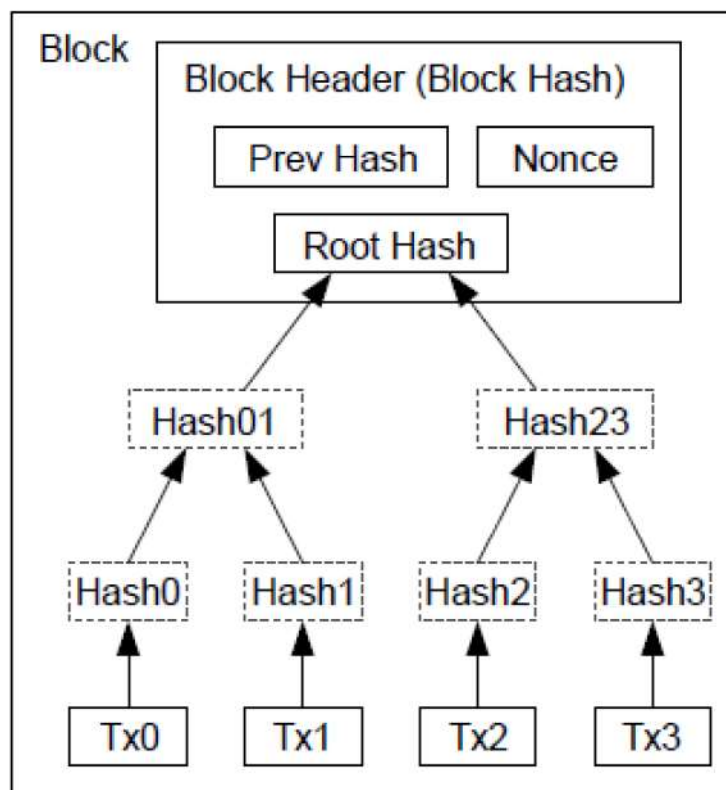 Block
Block Header (Block Hash)
Prev Hash Nonce
Root Hash
Hash01 Hash23
Hash0 Hash1 Hash2 Hash3
Tx0 Tx1 Tx2 Tx3